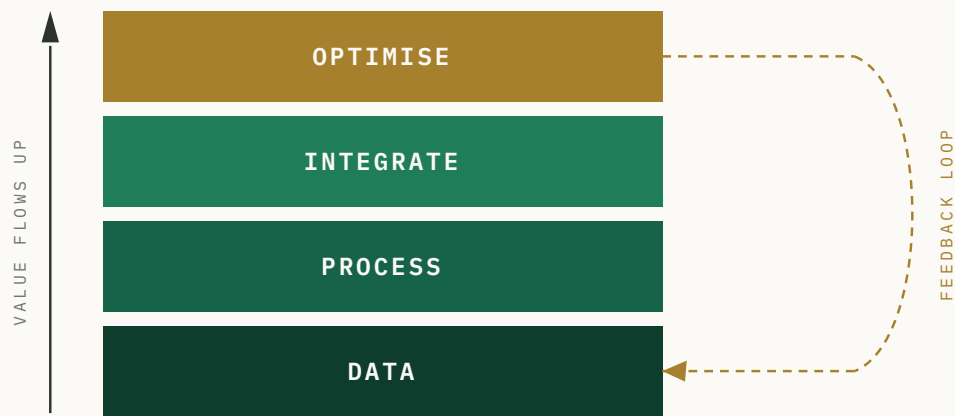 OPTIMISE
INTEGRATE
PROCESS
DATA
VALUE FLOWS UP
FEEDBACK LOOP